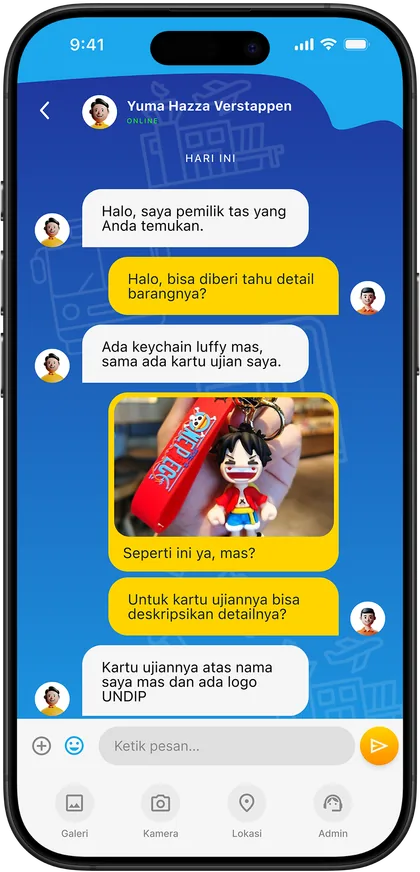 9:41
Yuma Hazza Verstappen
ONLINE
HARI INI
Halo, saya pemilik tas yang
Anda temukan.
Halo, bisa diberi tahu detail
barangnya?
Ada keychain luffy mas,
sama ada kartu ujian saya.
ONE PIECE
Seperti ini ya, mas?
Untuk kartu ujiannya bisa
deskripsikan detailnya?
Kartu ujiannya atas nama
saya mas dan ada logo
UNDIP
Ketik pesan...
Galeri
Kamera
Lokasi
Admin